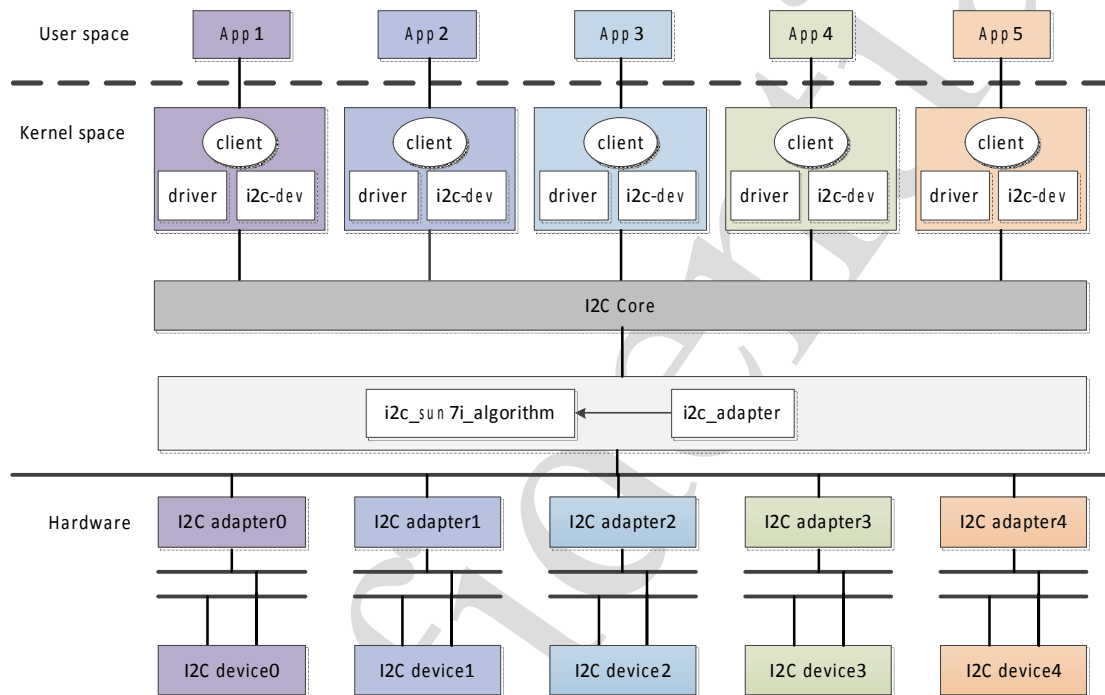 User space
App 1
App 2
App 3
App 4
App 5
Kernel space
client
client
client
client
client
driver
i2c-dev
driver
i2c-dev
driver
i2c-dev
driver
i2c-dev
driver
i2c-dev
I2C Core
i2c_sun7i_algorithm
i2c_adapter
Hardware
I2C adapter0
I2C adapter1
I2C adapter2
I2C adapter3
I2C adapter4
I2C device0
I2C device1
I2C device2
I2C device3
I2C device4